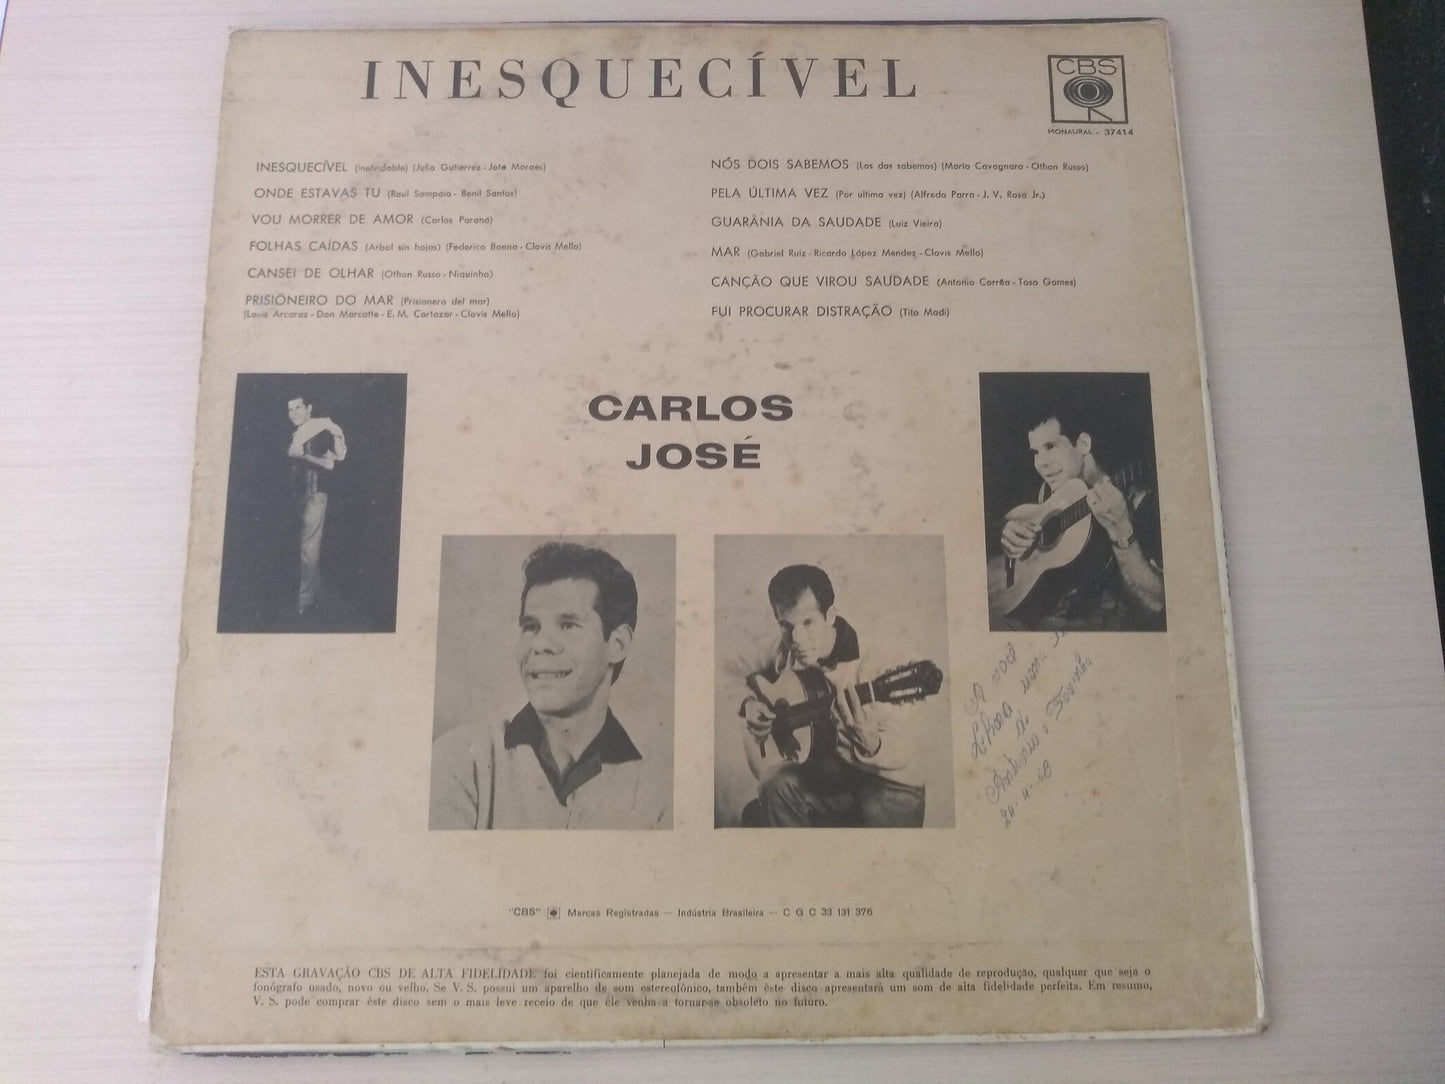 INESQUECÍVEL
CBS
MONAURAL - 37414
INESQUECÍVEL (Inolvidable) (Julio Gutierrez - Jota Moraes)
ONDE ESTAVAS TU (Raul Sampaio - Benil Santos)
VOU MORRER DE AMOR (Carlos Paraná)
FOLHAS CAÍDAS (Arbol sin hojas) (Federico Baena - Clovis Mello)
CANSEI DE OLHAR (Othon Russo - Niquinho)
PRISIONEIRO DO MAR (Prisionero del mar)
(Louis Arcaraz - Don Marcotte - E. M. Cortazar - Clovis Mello)
NÓS DOIS SABEMOS (Los dos sabemos) (Mario Cavagnaro - Othon Russo)
PELA ÚLTIMA VEZ (Por ultima vez) (Alfredo Parra - J. V. Rosa Jr.)
GUARÂNIA DA SAUDADE (Luiz Vieira)
MAR (Gabriel Ruiz - Ricardo López Mendez - Clovis Mello)
CANÇÃO QUE VIROU SAUDADE (Antonio Corrêa - Toso Gomes)
FUI PROCURAR DISTRAÇÃO (Tito Madi)
CARLOS
JOSÉ
A você
Antonio e
24-4-68
"CBS" Marcas Registradas — Indústria Brasileira — C G C 33 131 376
ESTA GRAVAÇÃO CBS DE ALTA FIDELIDADE foi cientificamente planejada de modo a apresentar a mais alta qualidade de reprodução, qualquer que seja o
fonógrafo usado, novo ou velho. Se V. S. possui um aparelho de som estereofônico, também êste disco apresentará um som de alta fidelidade perfeita. Em resumo,
V. S. pode comprar êste disco sem o mais leve receio de que êle venha a tornar-se obsoléto no futuro.